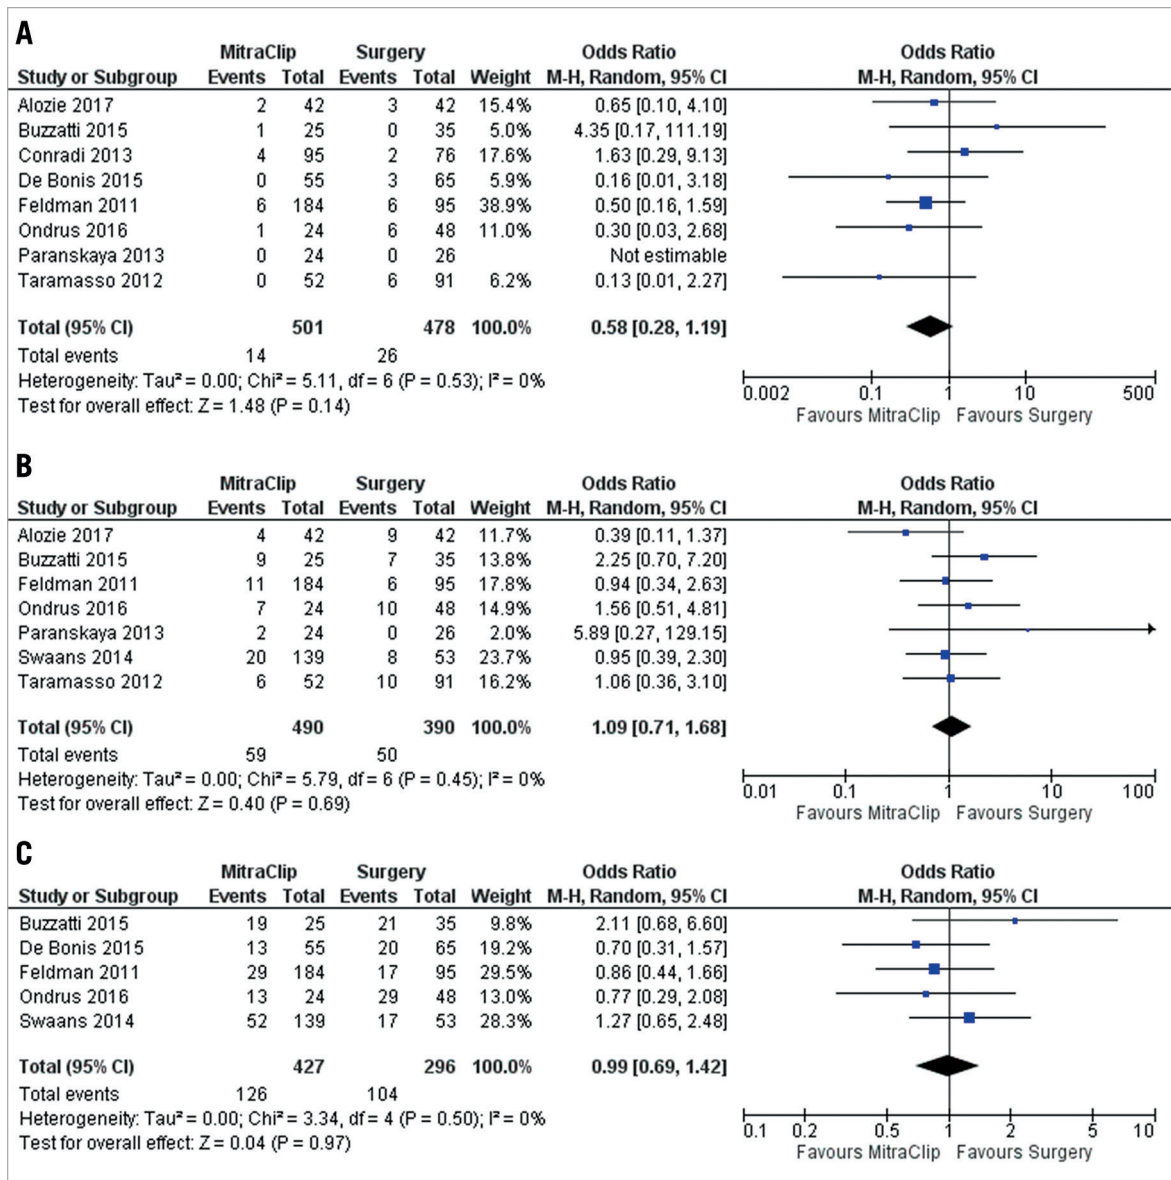 A
MitraClip Surgery Odds Ratio Odds Ratio
Study or Subgroup Events Total Events Total Weight M-H, Random, 95% CI M-H, Random, 95% CI
Alozie 2017 2 42 3 42 15.4% 0.65 [0.10, 4.10]
Buzzatti 2015 1 25 0 35 5.0% 4.35 [0.17, 111.19]
Conradi 2013 4 95 2 76 17.6% 1.63 [0.29, 9.13]
De Bonis 2015 0 55 3 65 5.9% 0.16 [0.01, 3.18]
Feldman 2011 6 184 6 95 38.9% 0.50 [0.16, 1.59]
Ondrus 2016 1 24 6 48 11.0% 0.30 [0.03, 2.68]
Paranskaya 2013 0 24 0 26 Not estimable
Taramasso 2012 0 52 6 91 6.2% 0.13 [0.01, 2.27]
Total (95% CI) 501 478 100.0% 0.58 [0.28, 1.19]
Total events 14 26
Heterogeneity: Tau² = 0.00; Chi² = 5.11, df = 6 (P = 0.53); I² = 0%
Test for overall effect: Z = 1.48 (P = 0.14)
0.002 0.1 1 10 500
Favours MitraClip Favours Surgery
B
MitraClip Surgery Odds Ratio Odds Ratio
Study or Subgroup Events Total Events Total Weight M-H, Random, 95% CI M-H, Random, 95% CI
Alozie 2017 4 42 9 42 11.7% 0.39 [0.11, 1.37]
Buzzatti 2015 9 25 7 35 13.8% 2.25 [0.70, 7.20]
Feldman 2011 11 184 6 95 17.8% 0.94 [0.34, 2.63]
Ondrus 2016 7 24 10 48 14.9% 1.56 [0.51, 4.81]
Paranskaya 2013 2 24 0 26 2.0% 5.89 [0.27, 129.15]
Swaans 2014 20 139 8 53 23.7% 0.95 [0.39, 2.30]
Taramasso 2012 6 52 10 91 16.2% 1.06 [0.36, 3.10]
Total (95% CI) 490 390 100.0% 1.09 [0.71, 1.68]
Total events 59 50
Heterogeneity: Tau² = 0.00; Chi² = 5.79, df = 6 (P = 0.45); I² = 0%
Test for overall effect: Z = 0.40 (P = 0.69)
0.01 0.1 1 10 100
Favours MitraClip Favours Surgery
C
MitraClip Surgery Odds Ratio Odds Ratio
Study or Subgroup Events Total Events Total Weight M-H, Random, 95% CI M-H, Random, 95% CI
Buzzatti 2015 19 25 21 35 9.8% 2.11 [0.68, 6.60]
De Bonis 2015 13 55 20 65 19.2% 0.70 [0.31, 1.57]
Feldman 2011 29 184 17 95 29.5% 0.86 [0.44, 1.66]
Ondrus 2016 13 24 29 48 13.0% 0.77 [0.29, 2.08]
Swaans 2014 52 139 17 53 28.3% 1.27 [0.65, 2.48]
Total (95% CI) 427 296 100.0% 0.99 [0.69, 1.42]
Total events 126 104
Heterogeneity: Tau² = 0.00; Chi² = 3.34, df = 4 (P = 0.50); I² = 0%
Test for overall effect: Z = 0.04 (P = 0.97)
0.1 0.2 0.5 1 2 5 10
Favours MitraClip Favours Surgery